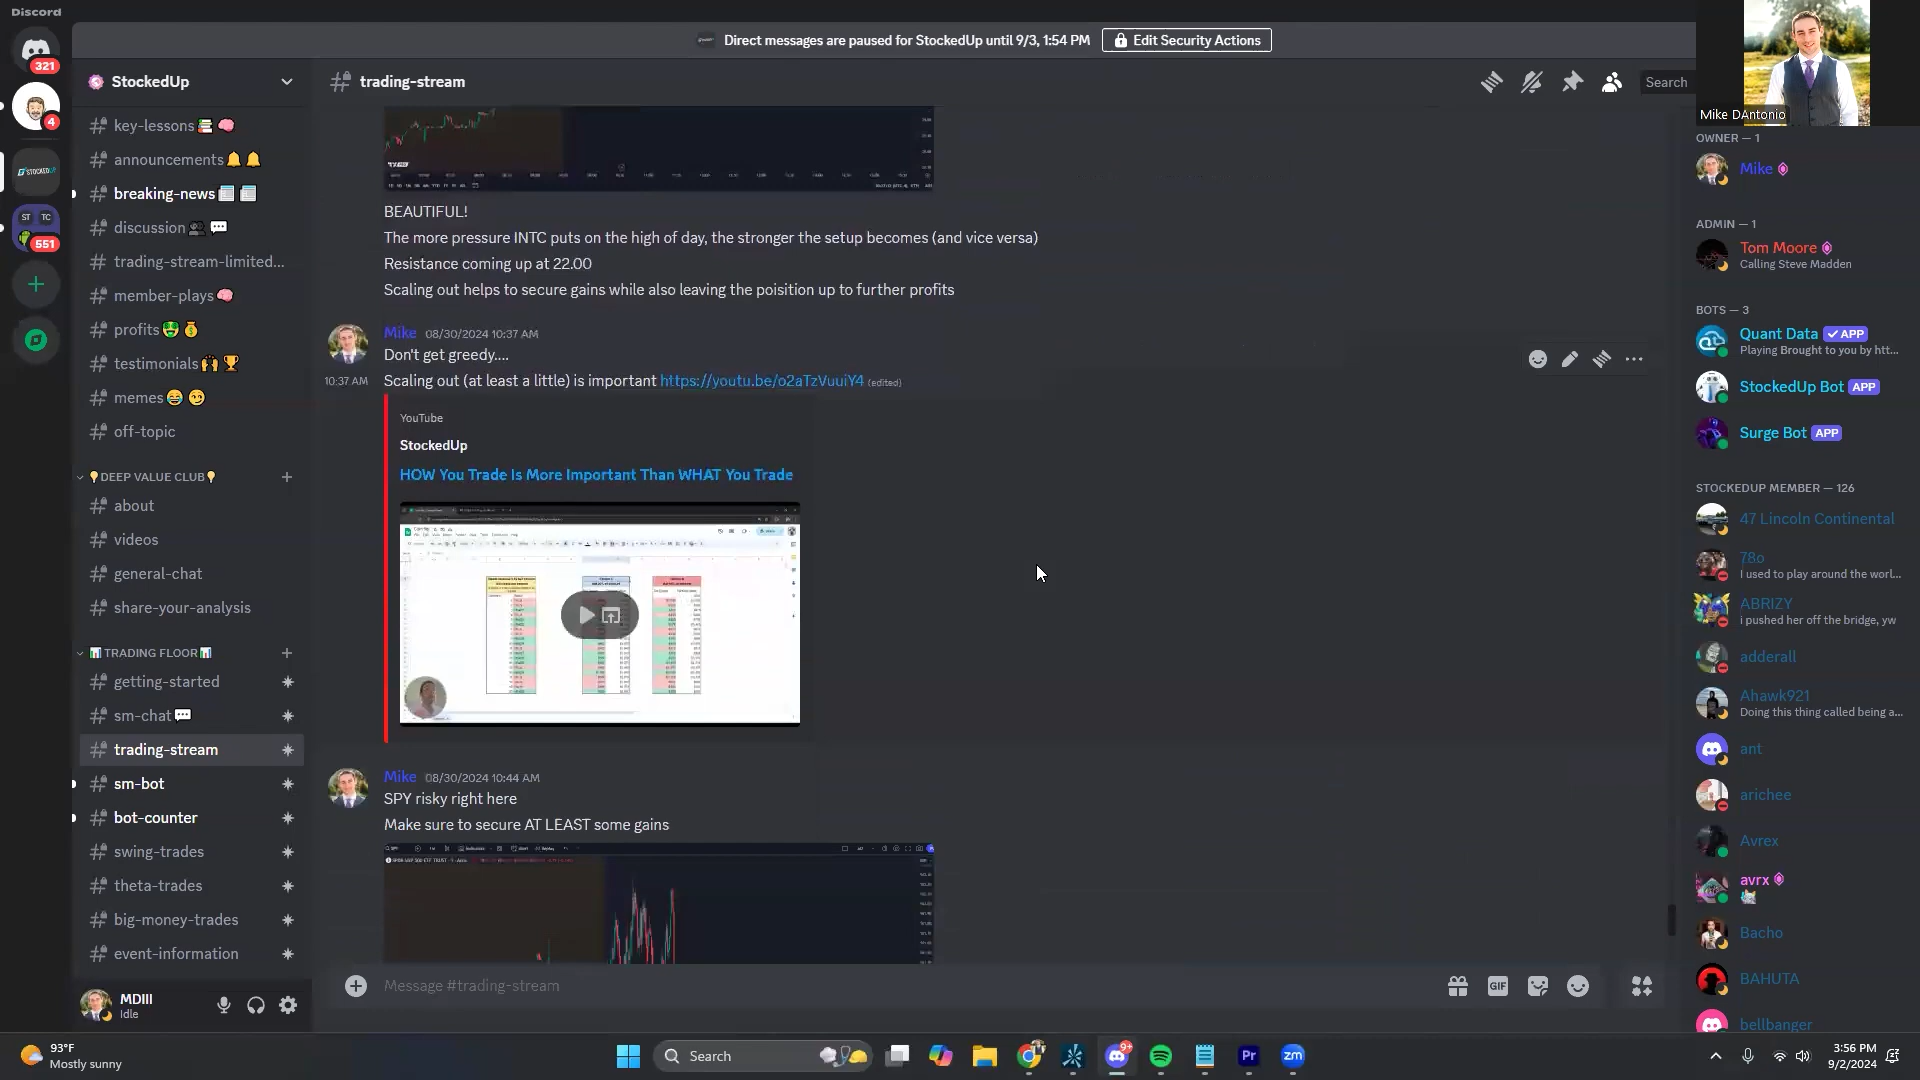 Discord
Direct messages are paused for StockedUp until 9/3, 1:54 PM
Edit Security Actions
321
4
STOCKEDUP
ST TC
551
StockedUp
key-lessons
announcements
breaking-news
discussion
trading-stream-limited...
member-plays
profits
testimonials
memes
off-topic
DEEP VALUE CLUB
about
videos
general-chat
share-your-analysis
TRADING FLOOR
getting-started
sm-chat
trading-stream
sm-bot
bot-counter
swing-trades
theta-trades
big-money-trades
event-information
MDIII
Idle
trading-stream
Search
BEAUTIFUL!
The more pressure INTC puts on the high of day, the stronger the setup becomes (and vice versa)
Resistance coming up at 22.00
Scaling out helps to secure gains while also leaving the poisition up to further profits
Mike 08/30/2024 10:37 AM
Don't get greedy....
10:37 AM Scaling out (at least a little) is important https://youtu.be/o2aTzVuuiY4 (edited)
YouTube
StockedUp
HOW You Trade Is More Important Than WHAT You Trade
Mike 08/30/2024 10:44 AM
SPY risky right here
Make sure to secure AT LEAST some gains
Message #trading-stream
GIF
Mike DAntonio
OWNER — 1
Mike
ADMIN — 1
Tom Moore
Calling Steve Madden
BOTS — 3
Quant Data APP
Playing Brought to you by htt...
StockedUp Bot APP
Surge Bot APP
STOCKEDUP MEMBER — 126
47 Lincoln Continental
78o
I used to play around the worl...
ABRIZY
i pushed her off the bridge, yw
adderall
Ahawk921
Doing this thing called being a...
ant
arichee
Avrex
avrx
Bacho
BAHUTA
bellbanger
93°F
Mostly sunny
Search
9+
Pr
zm
3:56 PM
9/2/2024